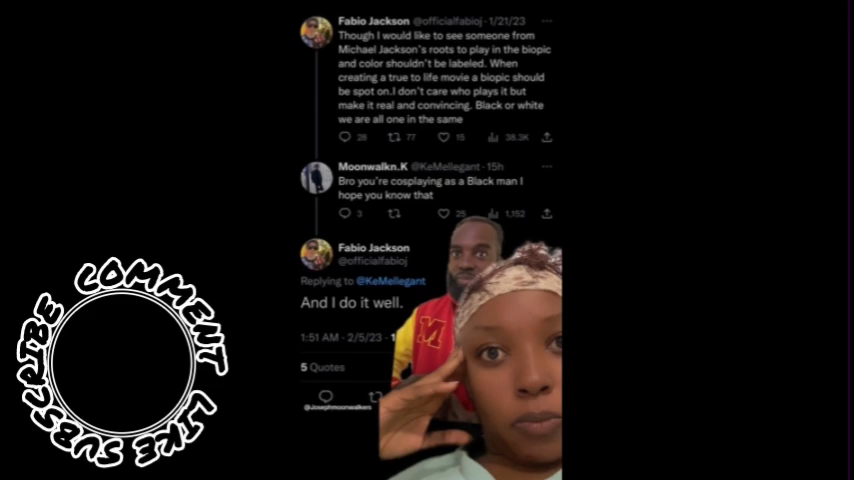 Fabio Jackson @officialfabioj · 1/21/23 ···
Though I would like to see someone from
Michael Jackson's roots to play in the biopic
and color shouldn't be labeled. When
creating a true to life movie a biopic should
be spot on.I don't care who plays it but
make it real and convincing. Black or white
we are all one in the same
28 77 15 38.3K
Moonwalkn.K @KeMellegant · 15h ···
Bro you're cosplaying as a Black man I
hope you know that
3 25 1,152
Fabio Jackson
@officialfabioj
Replying to @KeMellegant
And I do it well.
1:51 AM · 2/5/23 · 1
5 Quotes
@Josephmoonwalkers
M
SUBSCRIBE COMMENT LIKE